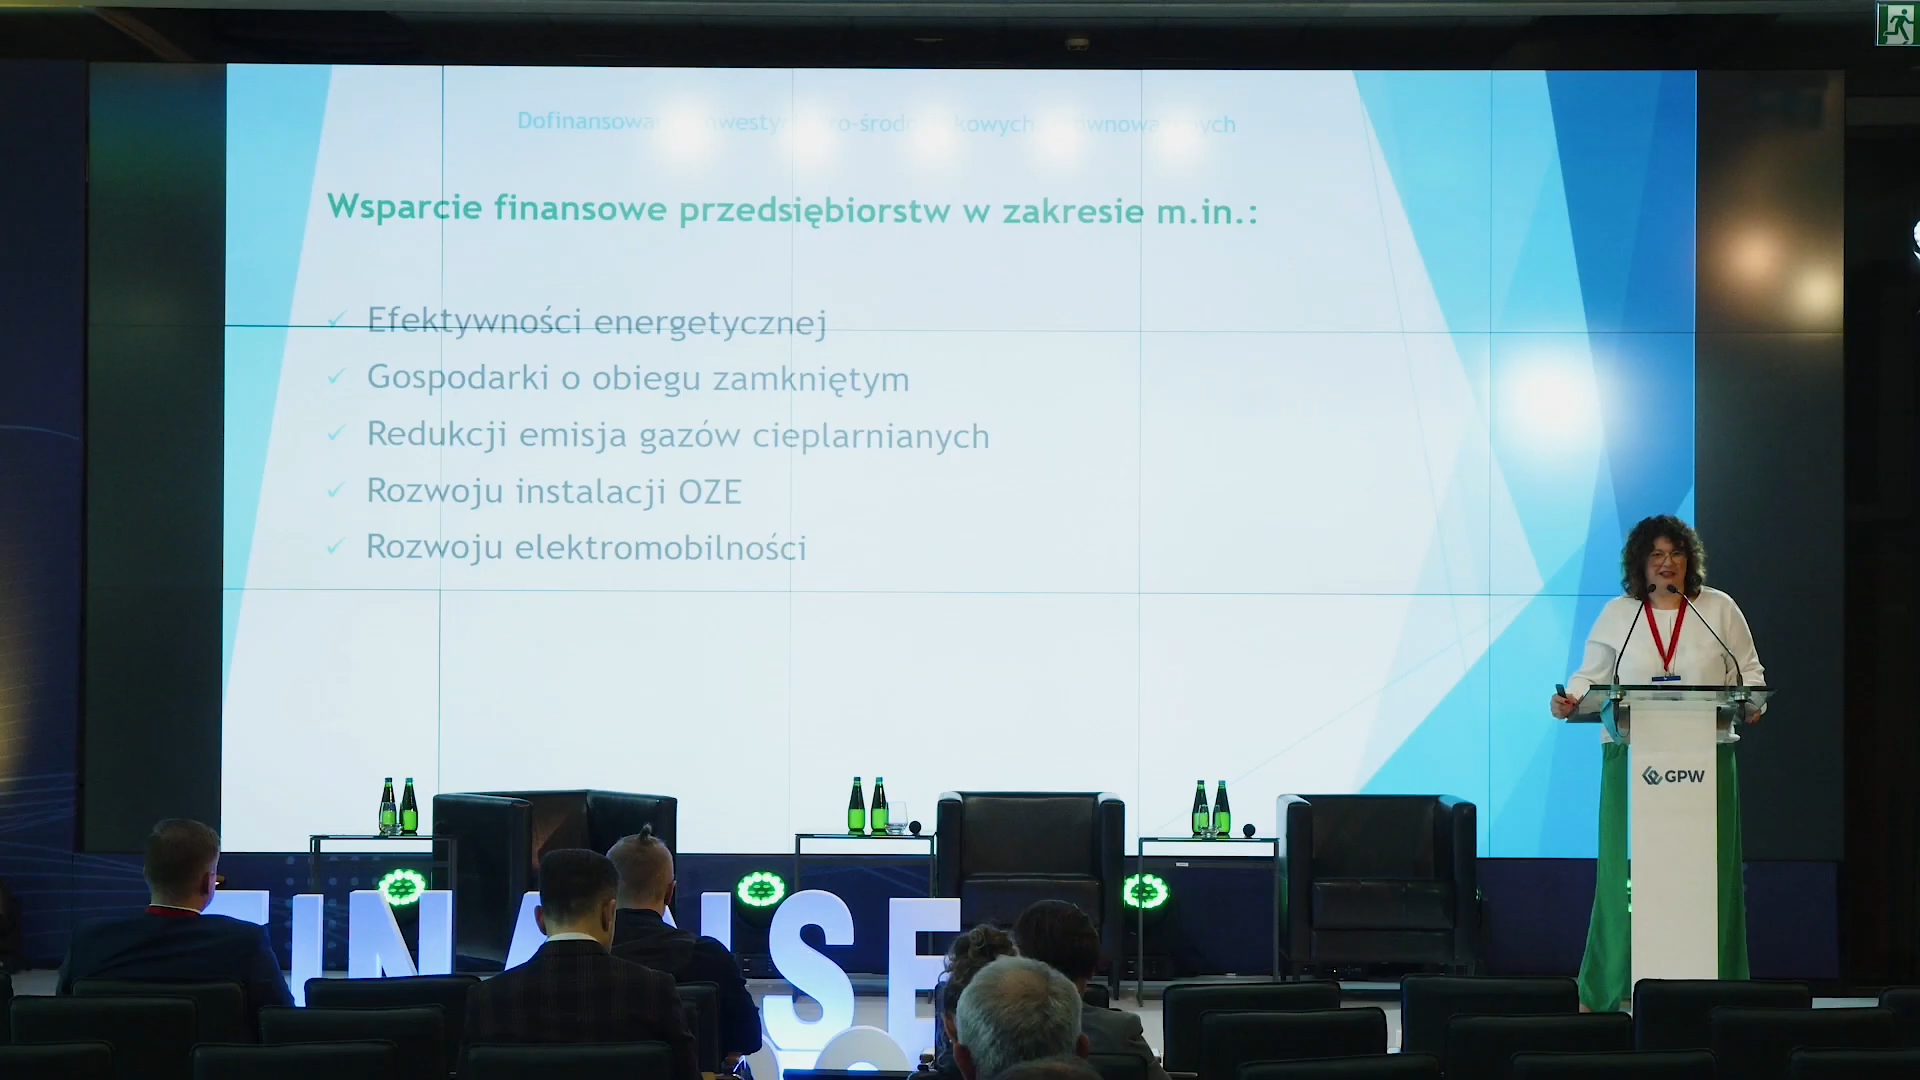 Wsparcie finansowe przedsiębiorstw w zakresie m.in.:
✓ Efektywności energetycznej
✓ Gospodarki o obiegu zamkniętym
✓ Redukcji emisja gazów cieplarnianych
✓ Rozwoju instalacji OZE
✓ Rozwoju elektromobilności
GPW
FINANSE